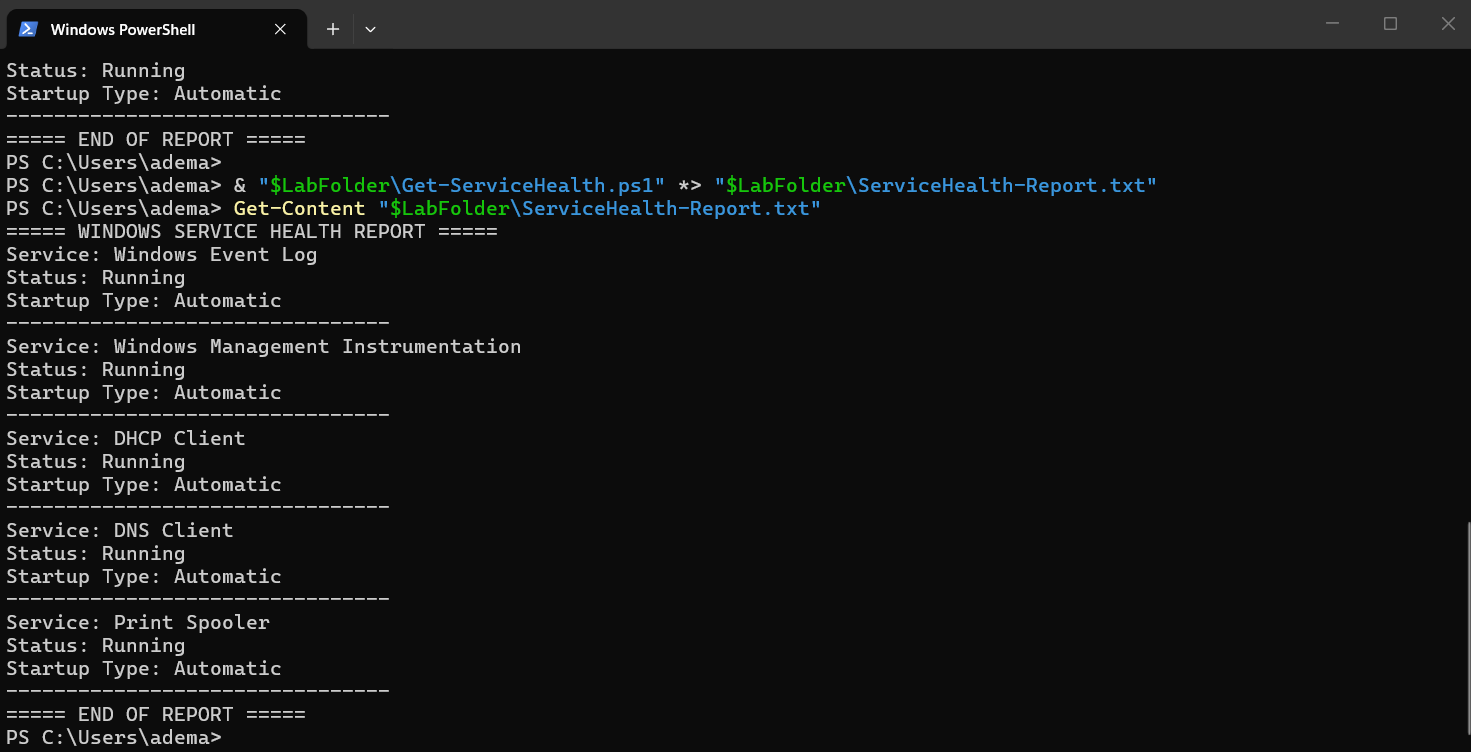 Windows PowerShell
Status: Running
Startup Type: Automatic
--------------------------------
===== END OF REPORT =====
PS C:\Users\adema>
PS C:\Users\adema> & "$LabFolder\Get-ServiceHealth.ps1" *> "$LabFolder\ServiceHealth-Report.txt"
PS C:\Users\adema> Get-Content "$LabFolder\ServiceHealth-Report.txt"
===== WINDOWS SERVICE HEALTH REPORT =====
Service: Windows Event Log
Status: Running
Startup Type: Automatic
--------------------------------
Service: Windows Management Instrumentation
Status: Running
Startup Type: Automatic
--------------------------------
Service: DHCP Client
Status: Running
Startup Type: Automatic
--------------------------------
Service: DNS Client
Status: Running
Startup Type: Automatic
--------------------------------
Service: Print Spooler
Status: Running
Startup Type: Automatic
--------------------------------
===== END OF REPORT =====
PS C:\Users\adema>